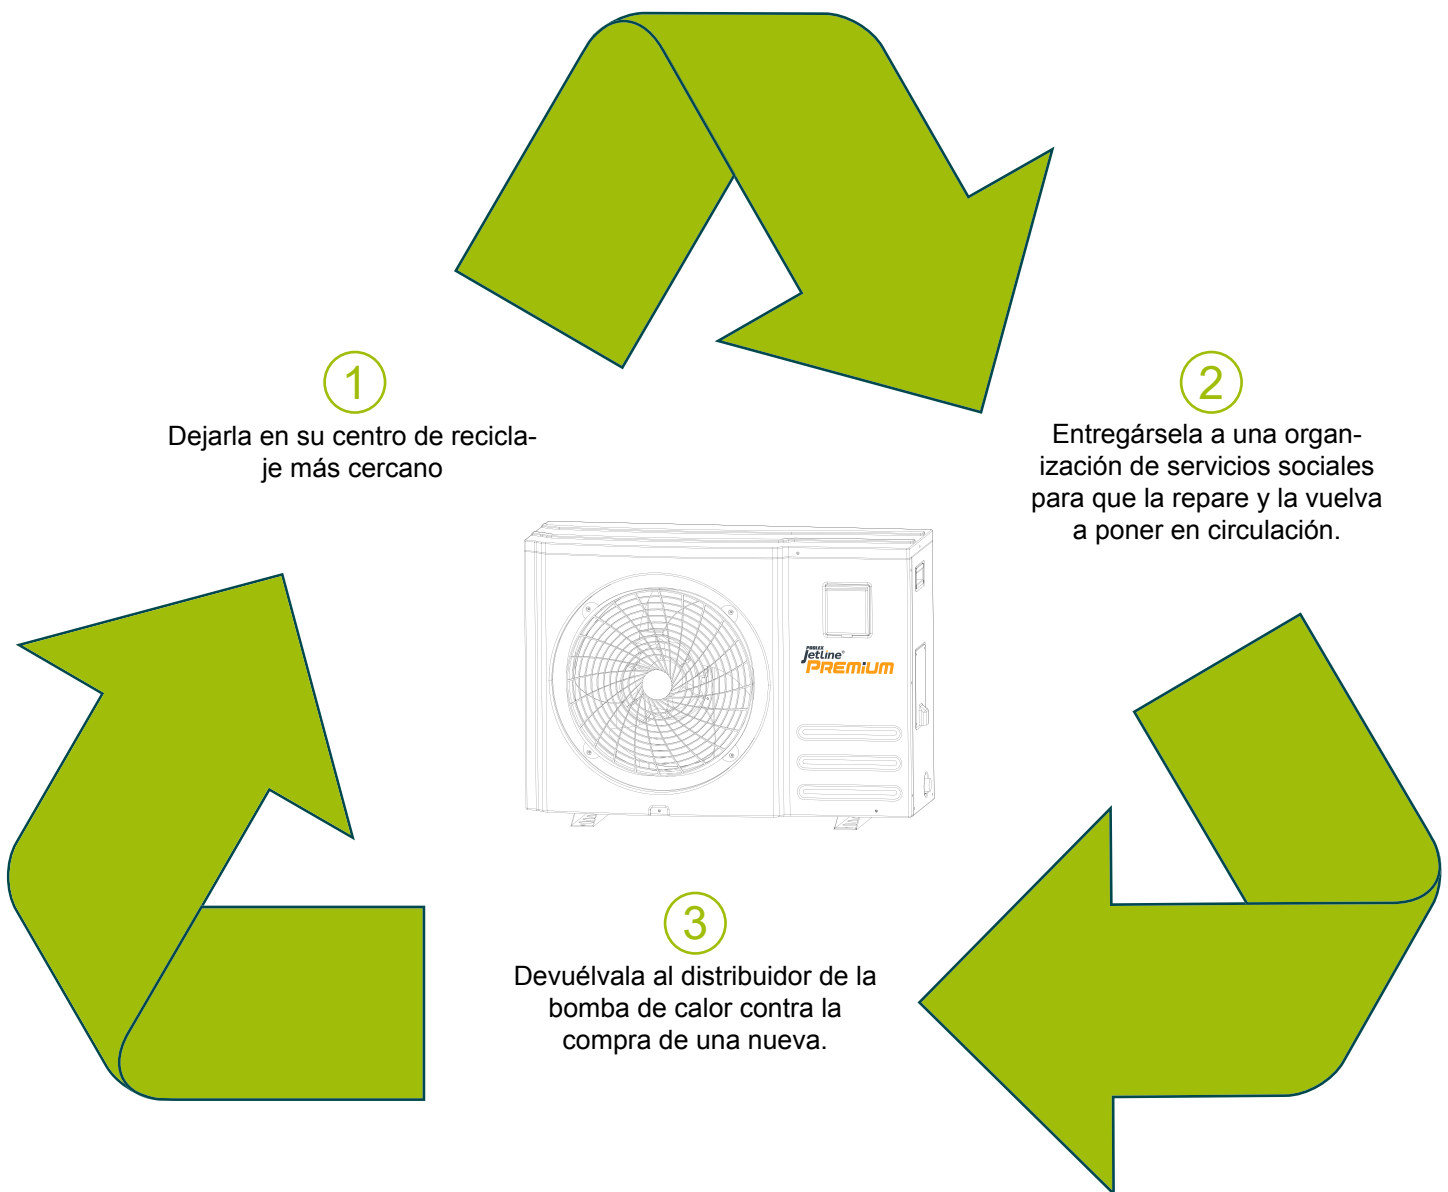 1
Dejarla en su centro de recicla-
je más cercano
2
Entregársela a una organ-
ización de servicios sociales
para que la repare y la vuelva
a poner en circulación.
POOLEX
Jetline®
PREMIUM
3
Devuélvala al distribuidor de la
bomba de calor contra la
compra de una nueva.